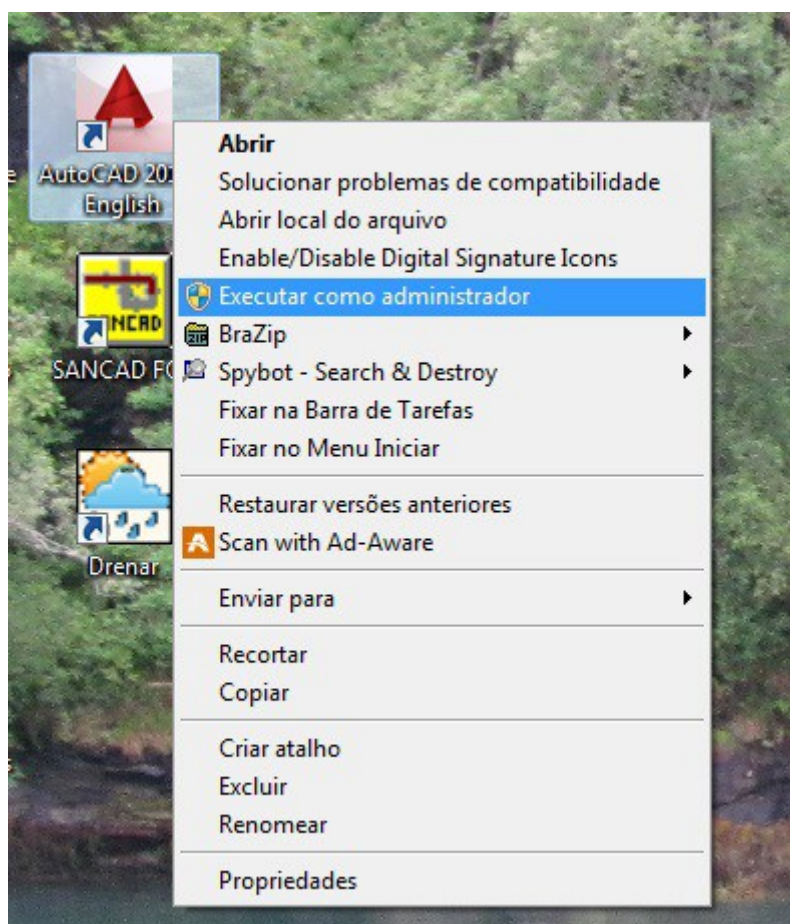 Abrir
AutoCAD 201
Solucionar problemas de compatibilidade
English
Abrir local do arquivo
Enable/Disable Digital Signature Icons
Executar como administrador
BraZip
SANCAD
Spybot - Search & Destroy
Fixar na Barra de Tarefas
Fixar no Menu Iniciar
Restaurar versões anteriores
Scan with Ad-Aware
Drenar
Enviar para
Recortar
Copiar
Criar atalho
Excluir
Renomear
Propriedades